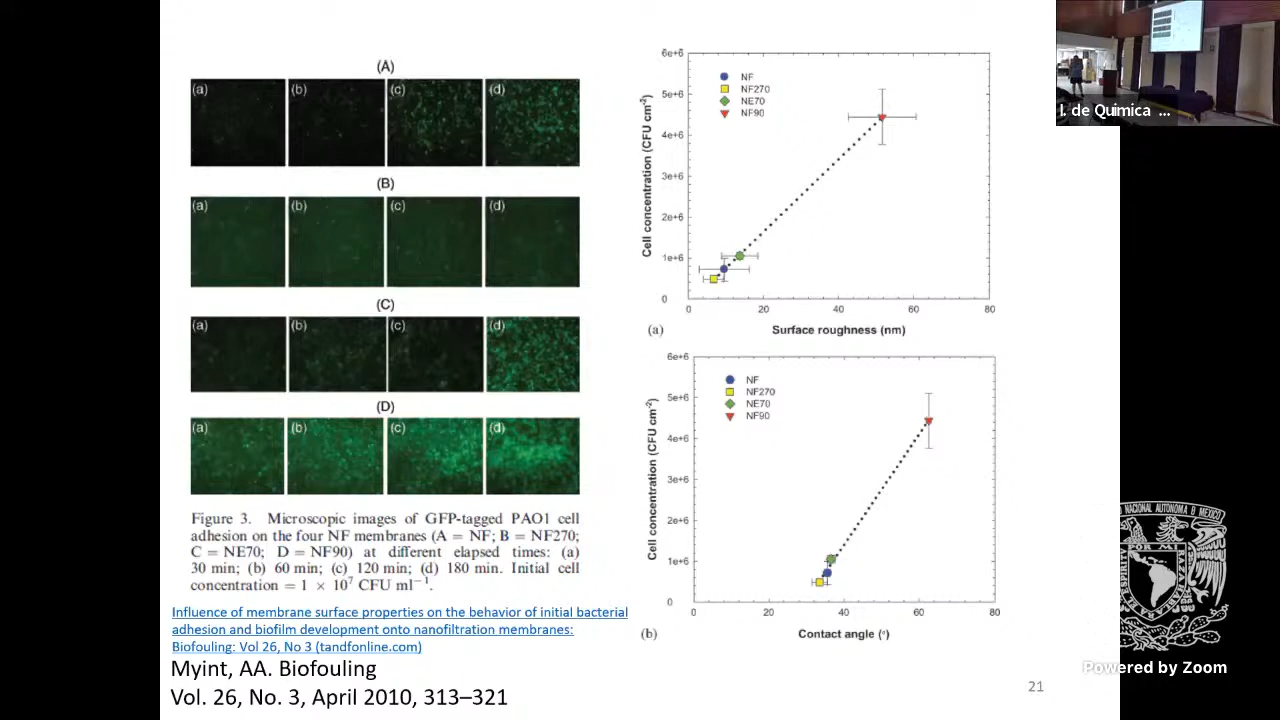 (A)
(a) (b) (c) (d)
(B)
(a) (b) (c) (d)
(C)
(a) (b) (c) (d)
(D)
(a) (b) (c) (d)
Figure 3. Microscopic images of GFP-tagged PAO1 cell
adhesion on the four NF membranes (A = NF; B = NF270;
C = NE70; D = NF90) at different elapsed times: (a)
30 min; (b) 60 min; (c) 120 min; (d) 180 min. Initial cell
concentration = 1 × 10⁷ CFU ml⁻¹.
Influence of membrane surface properties on the behavior of initial bacterial
adhesion and biofilm development onto nanofiltration membranes:
Biofouling: Vol 26, No 3 (tandfonline.com)
Myint, AA. Biofouling
Vol. 26, No. 3, April 2010, 313–321
Cell concentration (CFU cm⁻²)
6e+6
5e+6
4e+6
3e+6
2e+6
1e+6
0
NF
NF270
NE70
NF90
0 20 40 60 80
(a) Surface roughness (nm)
Cell concentration (CFU cm⁻²)
6e+6
5e+6
4e+6
3e+6
2e+6
1e+6
0
NF
NF270
NE70
NF90
0 20 40 60 80
(b) Contact angle (°)
21
I. de Quimica ...
Powered by Zoom